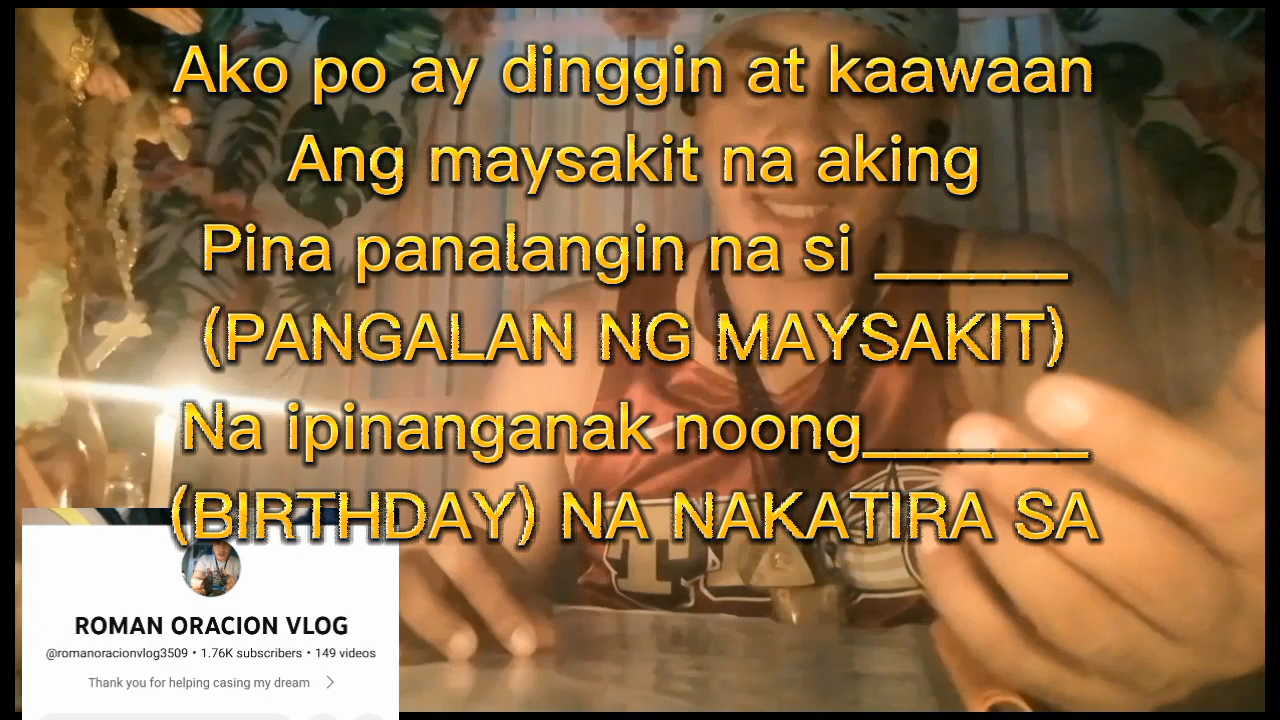 Ako po ay dinggin at kaawaan
Ang maysakit na aking
Pina panalangin na si ______
(PANGALAN NG MAYSAKIT)
Na ipinanganak noong_______
(BIRTHDAY) NA NAKATIRA SA
ROMAN ORACION VLOG
@romanoracionvlog3509 • 1.76K subscribers • 149 videos
Thank you for helping casing my dream